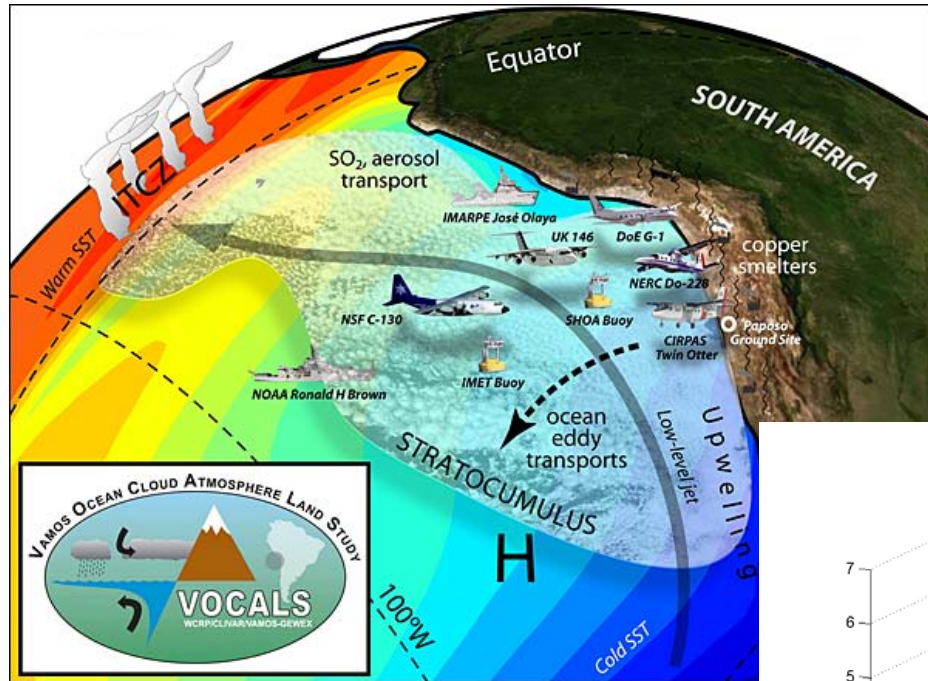 Equator
SOUTH AMERICA
ITCZ
Warm SST
SO₂, aerosol
transport
IMARPE José Olaya
UK 146
DoE G-1
copper
smelters
NERC Do-228
NSF C-130
SHOA Buoy
CIRPAS
Twin Otter
Paposo
Ground Site
NOAA Ronald H Brown
IMET Buoy
ocean
eddy
transports
STRATOCUMULUS
Low-level jet
Upwelling
H
Cold SST
100ºW
VAMOS OCEAN CLOUD ATMOSPHERE LAND STUDY
VOCALS
WCRP/CLIVAR/VAMOS-GEWEX
7
6
5